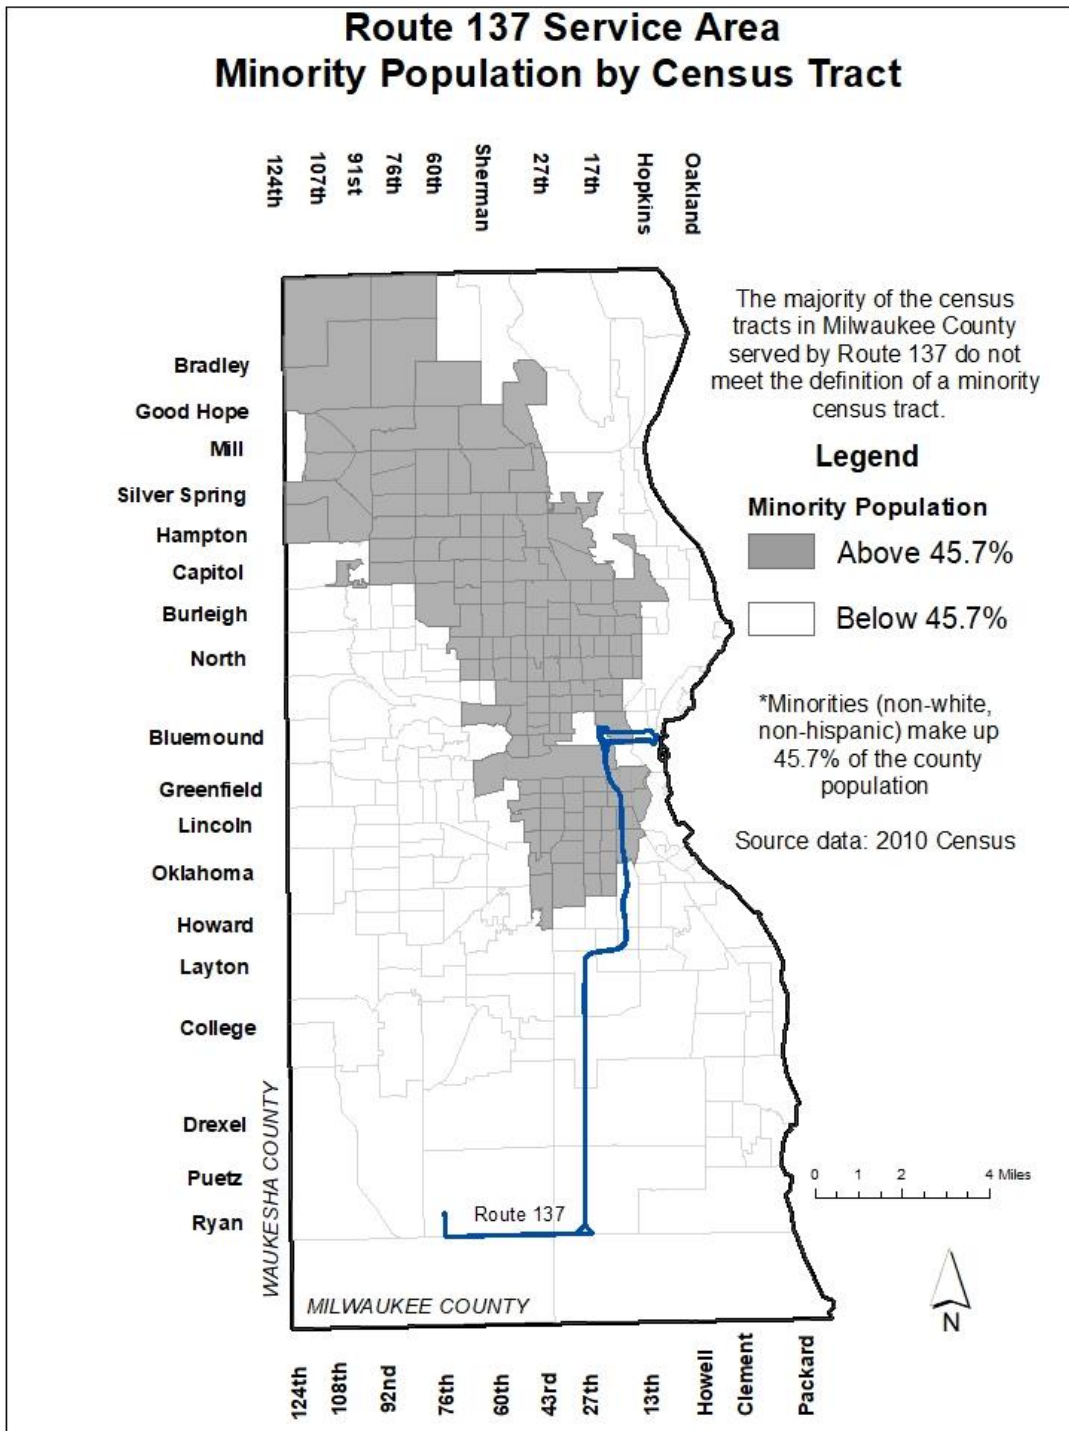 Route 137 Service Area
Minority Population by Census Tract
124th
107th
91st
76th
60th
Sherman
27th
17th
Hopkins
Oakland
The majority of the census
tracts in Milwaukee County
served by Route 137 do not
meet the definition of a minority
census tract.
Legend
Minority Population
Above 45.7%
Below 45.7%
*Minorities (non-white,
non-hispanic) make up
45.7% of the county
population
Source data: 2010 Census
Bradley
Good Hope
Mill
Silver Spring
Hampton
Capitol
Burleigh
North
Bluemound
Greenfield
Lincoln
Oklahoma
Howard
Layton
College
Drexel
Puetz
Ryan
WAUKESHA COUNTY
Route 137
MILWAUKEE COUNTY
0 1 2 4 Miles
N
124th
108th
92nd
76th
60th
43rd
27th
13th
Howell
Clement
Packard